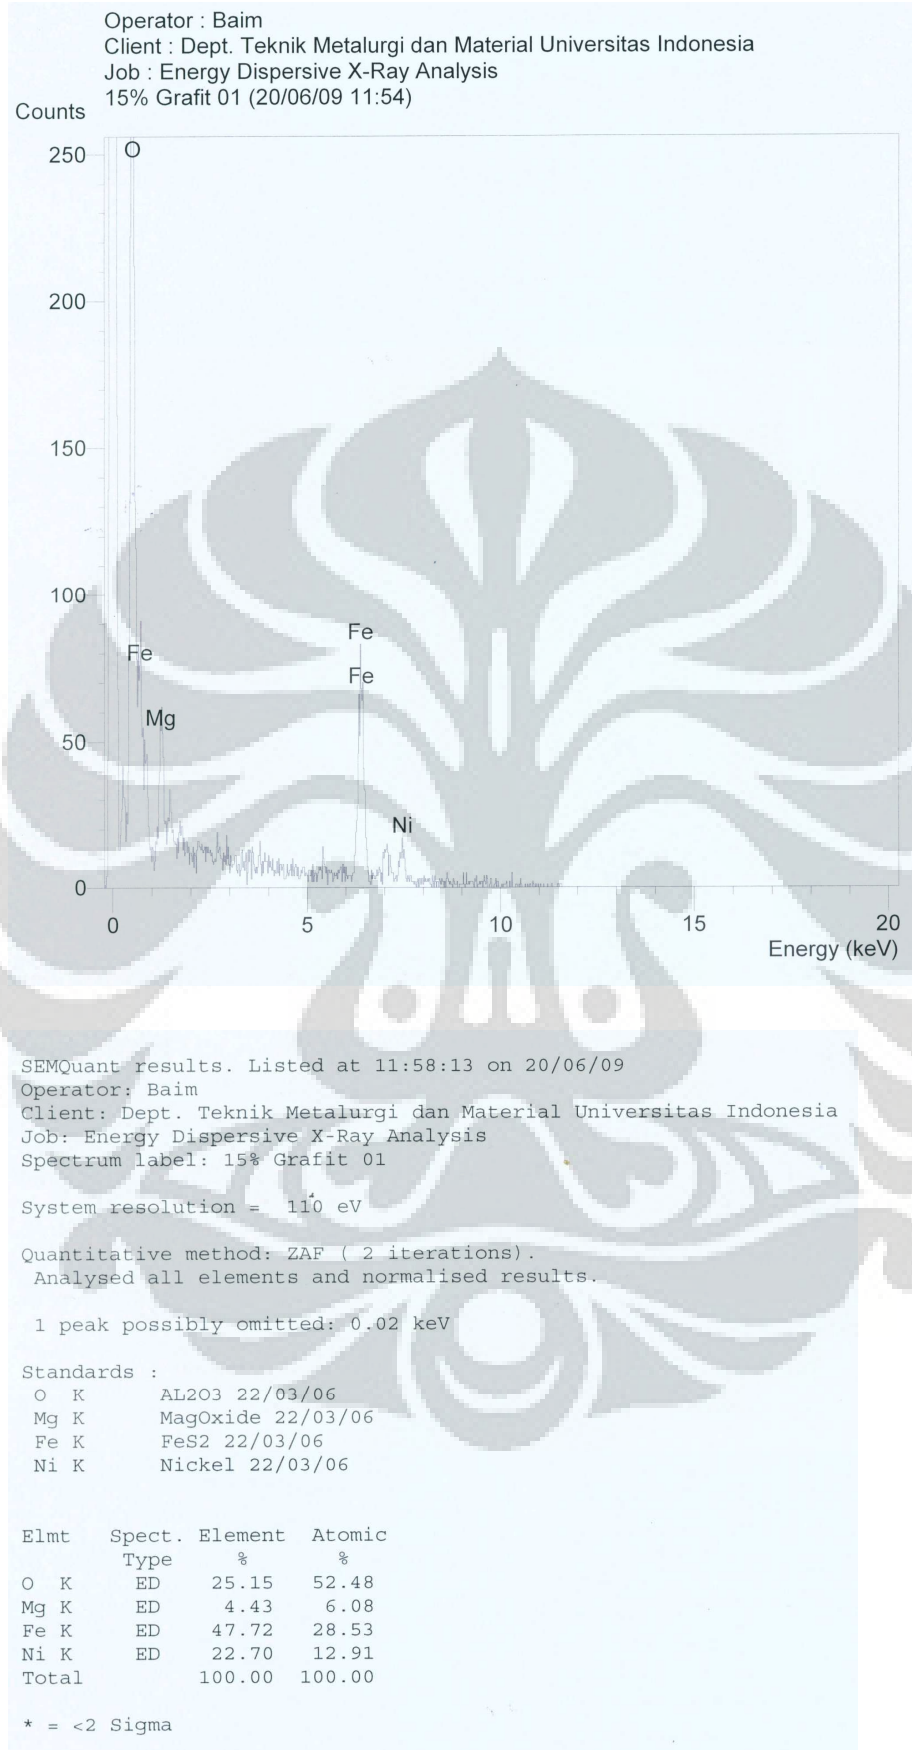 Operator : Baim
Client : Dept. Teknik Metalurgi dan Material Universitas Indonesia
Job : Energy Dispersive X-Ray Analysis
15% Grafit 01 (20/06/09 11:54)
Counts
250
O
200
150
100
Fe
Fe
Fe
Mg
50
Ni
0
0 5 10 15 20
Energy (keV)
SEMQuant results. Listed at 11:58:13 on 20/06/09
Operator: Baim
Client: Dept. Teknik Metalurgi dan Material Universitas Indonesia
Job: Energy Dispersive X-Ray Analysis
Spectrum label: 15% Grafit 01
System resolution = 110 eV
Quantitative method: ZAF ( 2 iterations).
Analysed all elements and normalised results.
1 peak possibly omitted: 0.02 keV
Standards :
O K AL2O3 22/03/06
Mg K MagOxide 22/03/06
Fe K FeS2 22/03/06
Ni K Nickel 22/03/06
Elmt Spect. Element Atomic
Type % %
O K ED 25.15 52.48
Mg K ED 4.43 6.08
Fe K ED 47.72 28.53
Ni K ED 22.70 12.91
Total 100.00 100.00
* = <2 Sigma